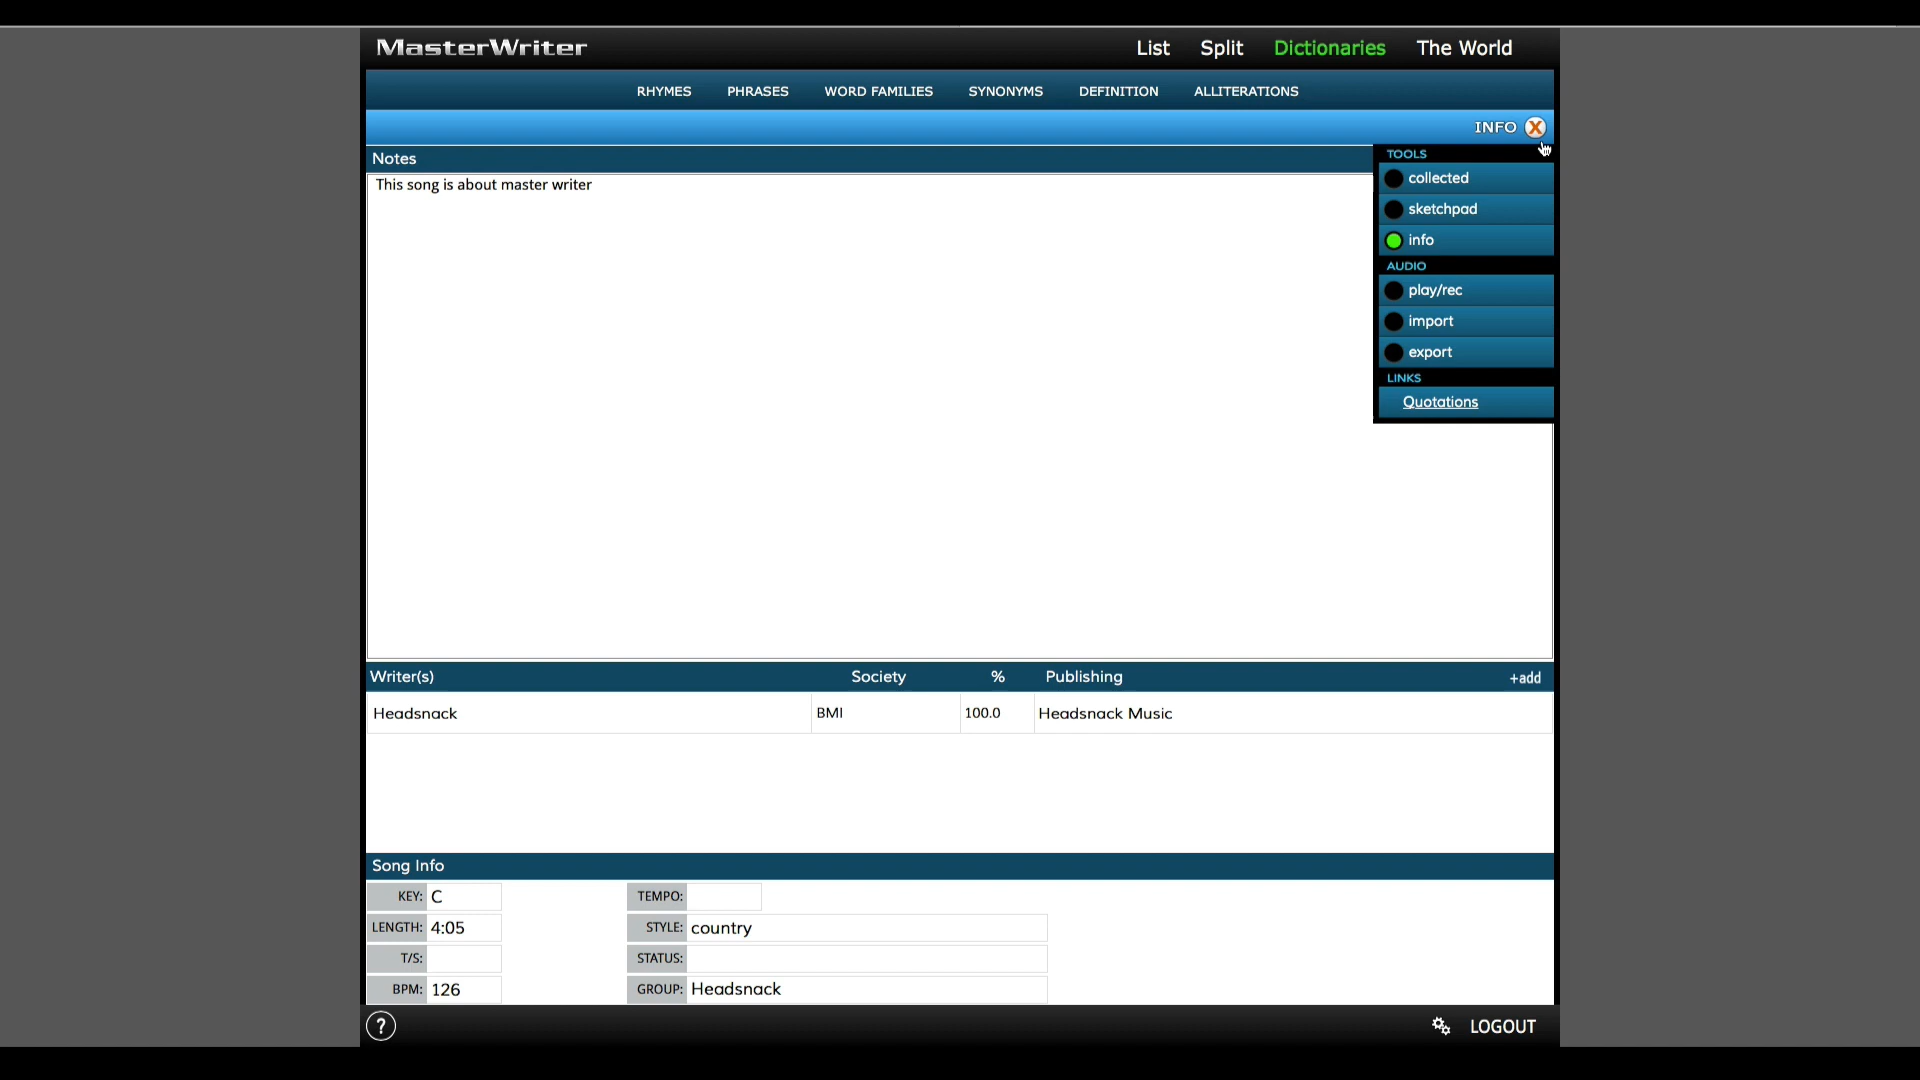 MasterWriter
List Split Dictionaries The World
RHYMES PHRASES WORD FAMILIES SYNONYMS DEFINITION ALLITERATIONS
INFO X
Notes
This song is about master writer
TOOLS
collected
sketchpad
info
AUDIO
play/rec
import
export
LINKS
Quotations
Writer(s) Society % Publishing +add
Headsnack BMI 100.0 Headsnack Music
Song Info
KEY: C TEMPO:
LENGTH: 4:05 STYLE: country
T/S: STATUS:
BPM: 126 GROUP: Headsnack
? LOGOUT